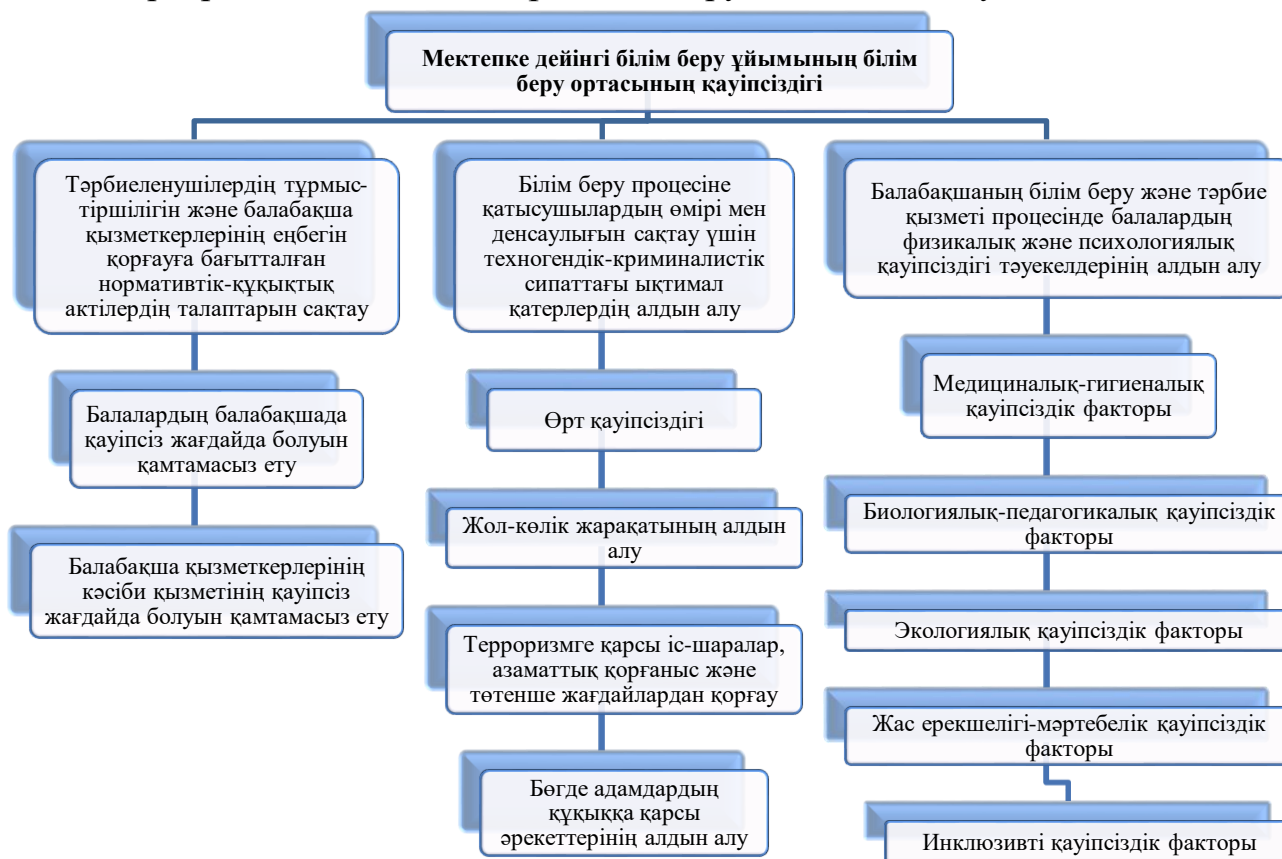 Мектепке дейінгі білім беру ұйымының білім
беру ортасының қауіпсіздігі
Тәрбиеленушілердің тұрмыс-
тіршілігін және балабақша
қызметкерлерінің еңбегін
қорғауға бағытталған
нормативтік-құқықтық
актілердің талаптарын сақтау
Балалардың балабақшада
қауіпсіз жағдайда болуын
қамтамасыз ету
Балабақша қызметкерлерінің
кәсіби қызметінің қауіпсіз
жағдайда болуын қамтамасыз ету
Білім беру процесіне
қатысушылардың өмірі мен
денсаулығын сақтау үшін
техногендік-криминалистік
сипаттағы ықтимал
қатерлердің алдын алу
Өрт қауіпсіздігі
Жол-көлік жарақатының алдын
алу
Терроризмге қарсы іс-шаралар,
азаматтық қорғаныс және
төтенше жағдайлардан қорғау
Бөгде адамдардың
құқыққа қарсы
әрекеттерінің алдын алу
Балабақшаның білім беру және тәрбие
қызметі процесінде балалардың
физикалық және психологиялық
қауіпсіздігі тәуекелдерінің алдын алу
Медициналық-гигиеналық
қауіпсіздік факторы
Биологиялық-педагогикалық қауіпсіздік
факторы
Экологиялық қауіпсіздік факторы
Жас ерекшелігі-мәртебелік қауіпсіздік
факторы
Инклюзивті қауіпсіздік факторы